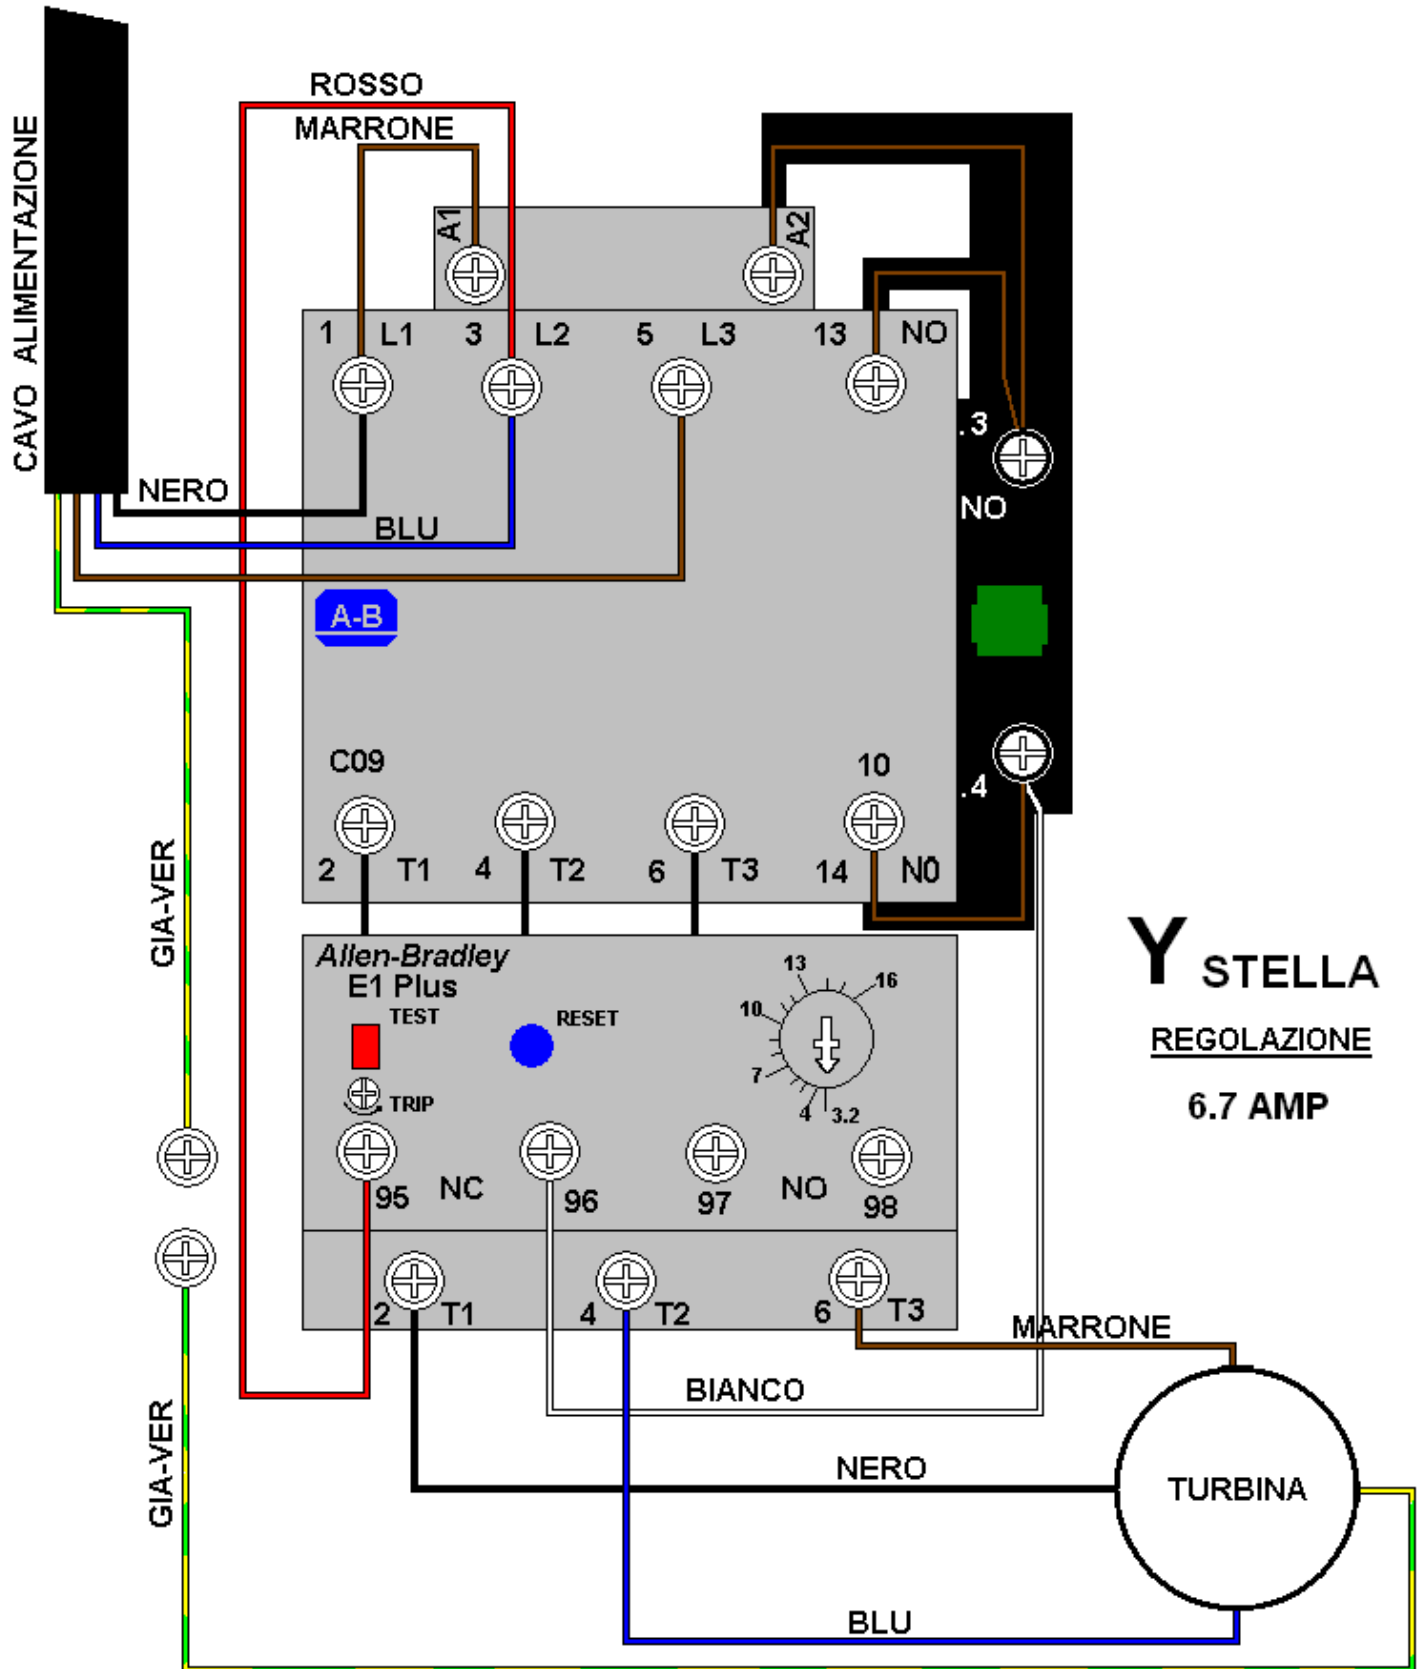 CAVO ALIMENTAZIONE
ROSSO
MARRONE
A1
A2
1 L1 3 L2 5 L3 13 NO
.3
NO
NERO
BLU
A-B
C09
10
.4
2 T1 4 T2 6 T3 14 N0
GIA-VER
Allen-Bradley
E1 Plus
TEST
RESET
TRIP
13
16
10
7
4
3.2
Y STELLA
REGOLAZIONE
6.7 AMP
95 NC 96 97 NO 98
2 T1 4 T2 6 T3
MARRONE
BIANCO
GIA-VER
NERO
TURBINA
BLU